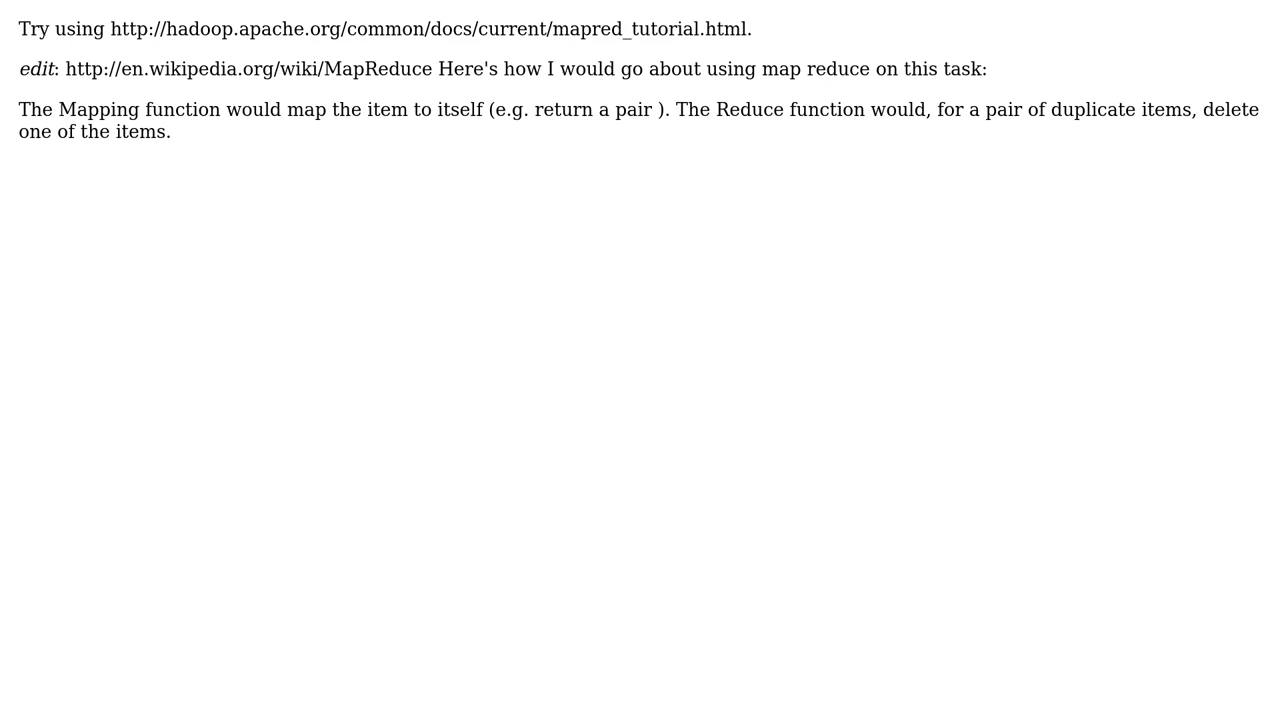 Try using http://hadoop.apache.org/common/docs/current/mapred_tutorial.html.
edit: http://en.wikipedia.org/wiki/MapReduce Here's how I would go about using map reduce on this task:
The Mapping function would map the item to itself (e.g. return a pair ). The Reduce function would, for a pair of duplicate items, delete
one of the items.